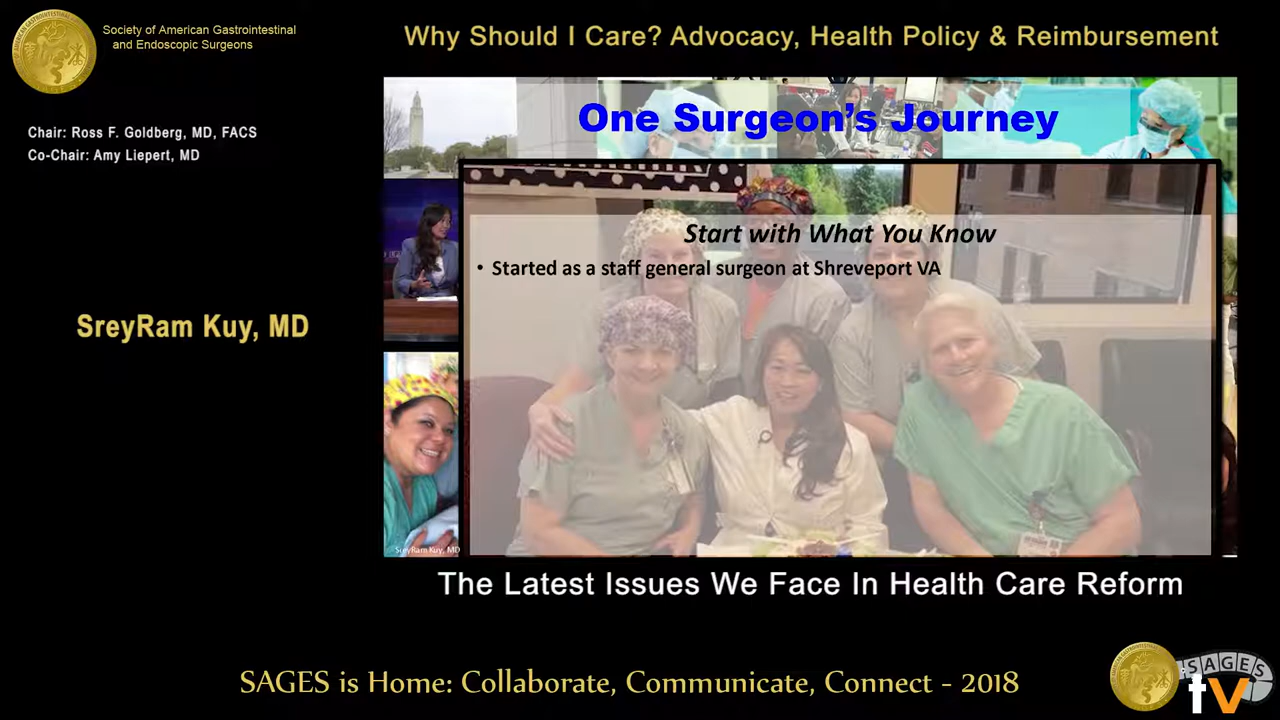 Society of American Gastrointestinal
and Endoscopic Surgeons
Why Should I Care? Advocacy, Health Policy & Reimbursement
Chair: Ross F. Goldberg, MD, FACS
Co-Chair: Amy Liepert, MD
SreyRam Kuy, MD
One Surgeon's Journey
Start with What You Know
• Started as a staff general surgeon at Shreveport VA
SreyRam Kuy, MD
The Latest Issues We Face In Health Care Reform
SAGES is Home: Collaborate, Communicate, Connect - 2018
SAGES
tv